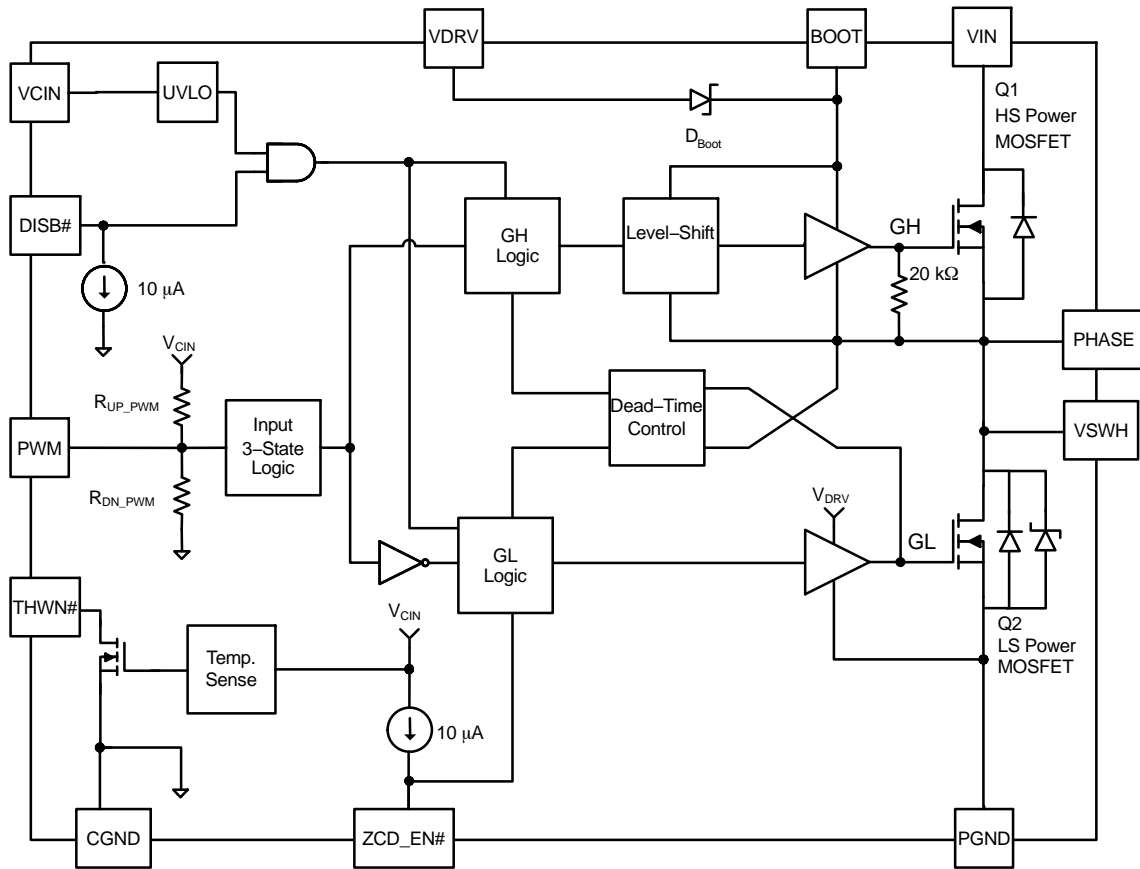 VDRV
BOOT
VIN
VCIN
UVLO
Q1
HS Power
MOSFET
D_Boot
DISB#
GH
Logic
Level–Shift
GH
20 kΩ
10 µA
PHASE
V_CIN
R_UP_PWM
PWM
Input
3–State
Logic
Dead–Time
Control
VSWH
R_DN_PWM
V_DRV
GL
Logic
GL
THWN#
V_CIN
Temp.
Sense
Q2
LS Power
MOSFET
10 µA
CGND
ZCD_EN#
PGND